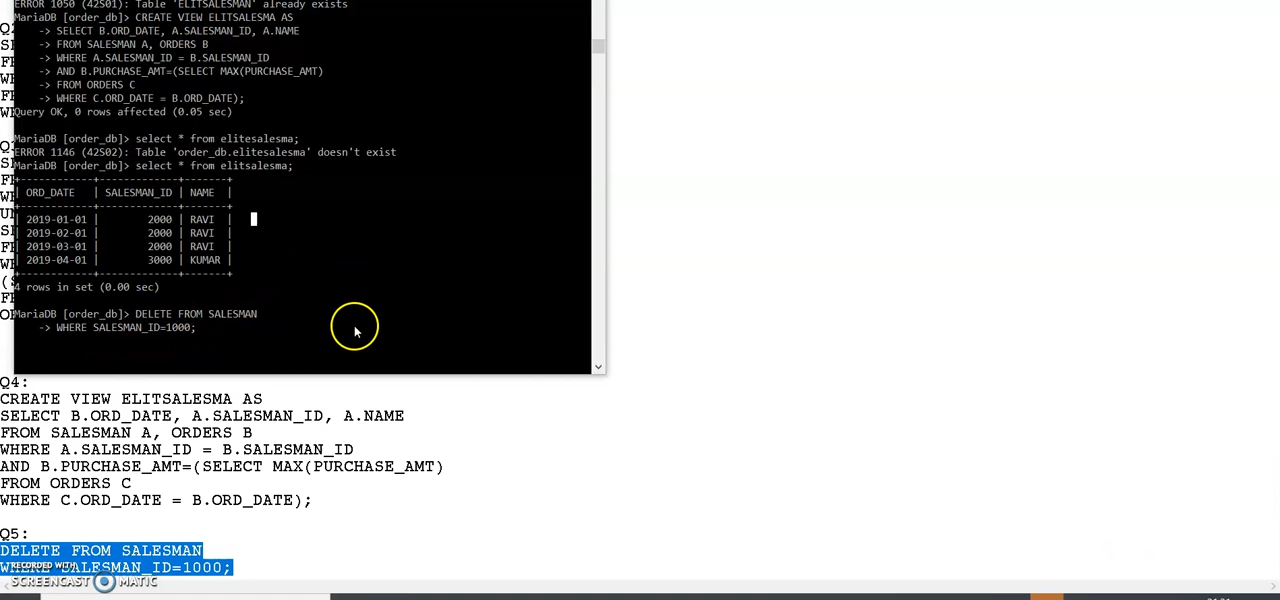 ERROR 1050 (42S01): Table 'ELITSALESMAN' already exists
MariaDB [order_db]> CREATE VIEW ELITSALESMA AS
-> SELECT B.ORD_DATE, A.SALESMAN_ID, A.NAME
-> FROM SALESMAN A, ORDERS B
-> WHERE A.SALESMAN_ID = B.SALESMAN_ID
-> AND B.PURCHASE_AMT=(SELECT MAX(PURCHASE_AMT)
-> FROM ORDERS C
-> WHERE C.ORD_DATE = B.ORD_DATE);
Query OK, 0 rows affected (0.05 sec)
MariaDB [order_db]> select * from elitesalesma;
ERROR 1146 (42S02): Table 'order_db.elitesalesma' doesn't exist
MariaDB [order_db]> select * from elitsalesma;
+------------+-------------+-------+
| ORD_DATE | SALESMAN_ID | NAME |
+------------+-------------+-------+
| 2019-01-01 | 2000 | RAVI |
| 2019-02-01 | 2000 | RAVI |
| 2019-03-01 | 2000 | RAVI |
| 2019-04-01 | 3000 | KUMAR |
+------------+-------------+-------+
4 rows in set (0.00 sec)
MariaDB [order_db]> DELETE FROM SALESMAN
-> WHERE SALESMAN_ID=1000;
Q4:
CREATE VIEW ELITSALESMA AS
SELECT B.ORD_DATE, A.SALESMAN_ID, A.NAME
FROM SALESMAN A, ORDERS B
WHERE A.SALESMAN_ID = B.SALESMAN_ID
AND B.PURCHASE_AMT=(SELECT MAX(PURCHASE_AMT)
FROM ORDERS C
WHERE C.ORD_DATE = B.ORD_DATE);
Q5:
DELETE FROM SALESMAN
WHERE SALESMAN_ID=1000;
RECORDED WITH
SCREENCAST MATIC